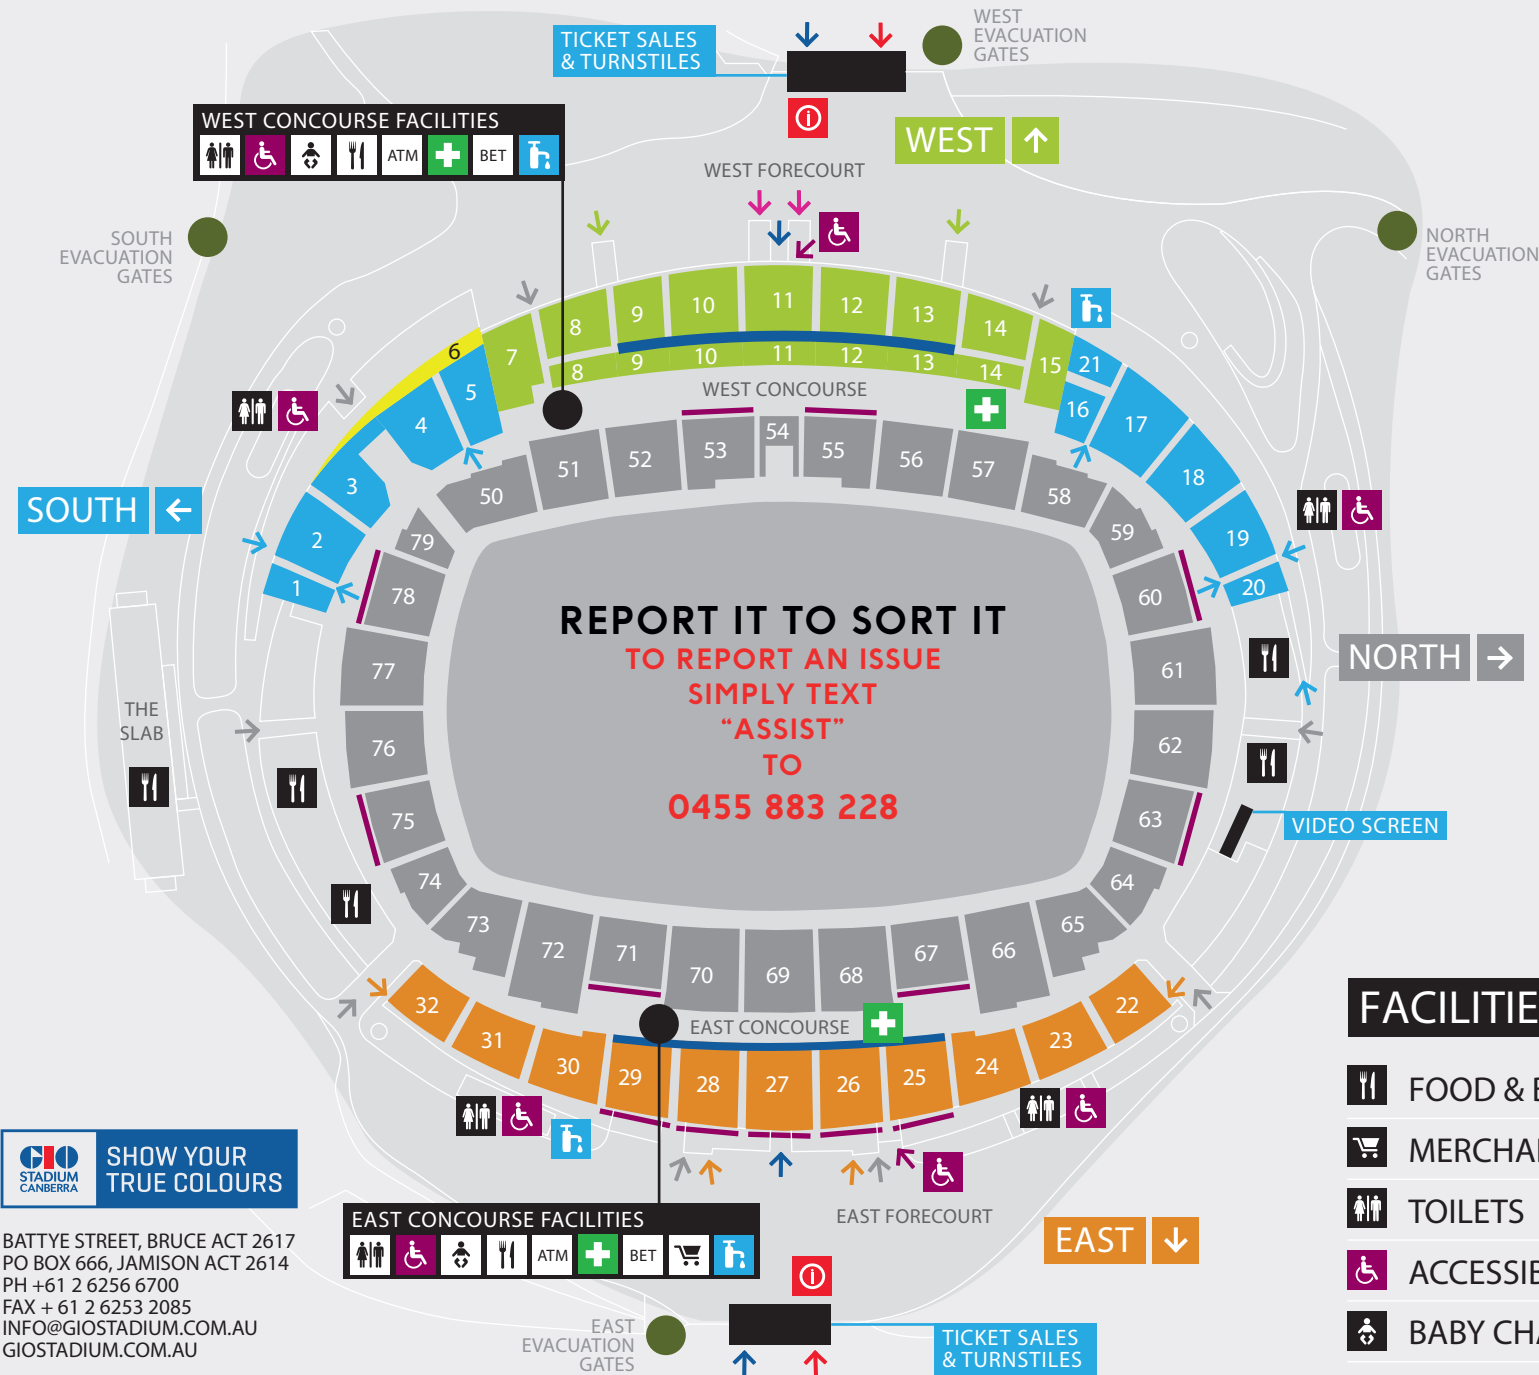 TICKET SALES
& TURNSTILES
WEST
EVACUATION
GATES
WEST CONCOURSE FACILITIES
ATM
BET
WEST
WEST FORECOURT
SOUTH
EVACUATION
GATES
NORTH
EVACUATION
GATES
6
7
8
9
10
11
12
13
14
15
8
9
10
11
12
13
14
WEST CONCOURSE
21
16
17
18
19
20
5
4
3
2
1
SOUTH
50
51
52
53
54
55
56
57
58
59
60
61
62
63
64
65
66
67
68
69
70
71
72
73
74
75
76
77
78
79
REPORT IT TO SORT IT
TO REPORT AN ISSUE
SIMPLY TEXT
“ASSIST”
TO
0455 883 228
NORTH
THE
SLAB
VIDEO SCREEN
EAST CONCOURSE
32
31
30
29
28
27
26
25
24
23
22
FACILITIE
FOOD & E
MERCHA
TOILETS
ACCESSIB
BABY CHA
GIO
STADIUM
CANBERRA
SHOW YOUR
TRUE COLOURS
BATTYE STREET, BRUCE ACT 2617
PO BOX 666, JAMISON ACT 2614
PH +61 2 6256 6700
FAX + 61 2 6253 2085
INFO@GIOSTADIUM.COM.AU
GIOSTADIUM.COM.AU
EAST CONCOURSE FACILITIES
ATM
BET
EAST FORECOURT
EAST
EAST
EVACUATION
GATES
TICKET SALES
& TURNSTILES